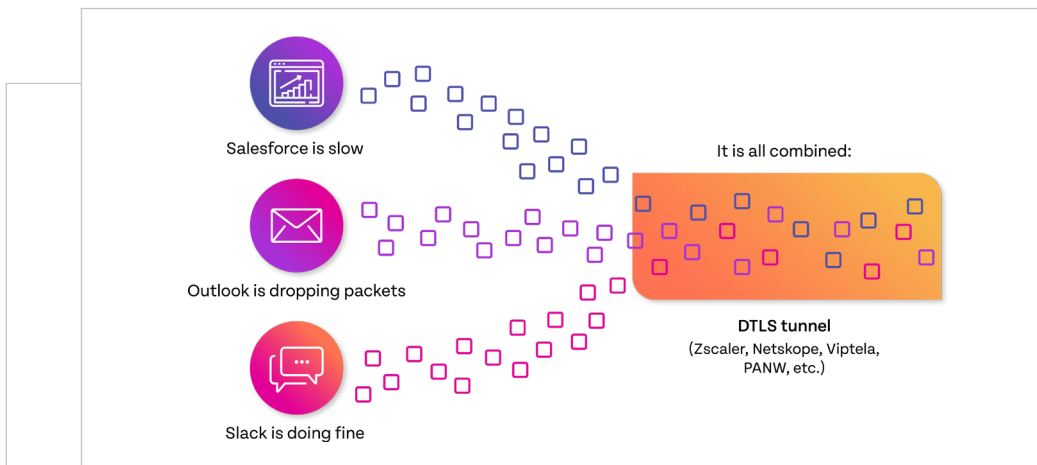 Salesforce is slow
It is all combined:
Outlook is dropping packets
DTLS tunnel
(Zscaler, Netskope, Viptela,
PANW, etc.)
Slack is doing fine